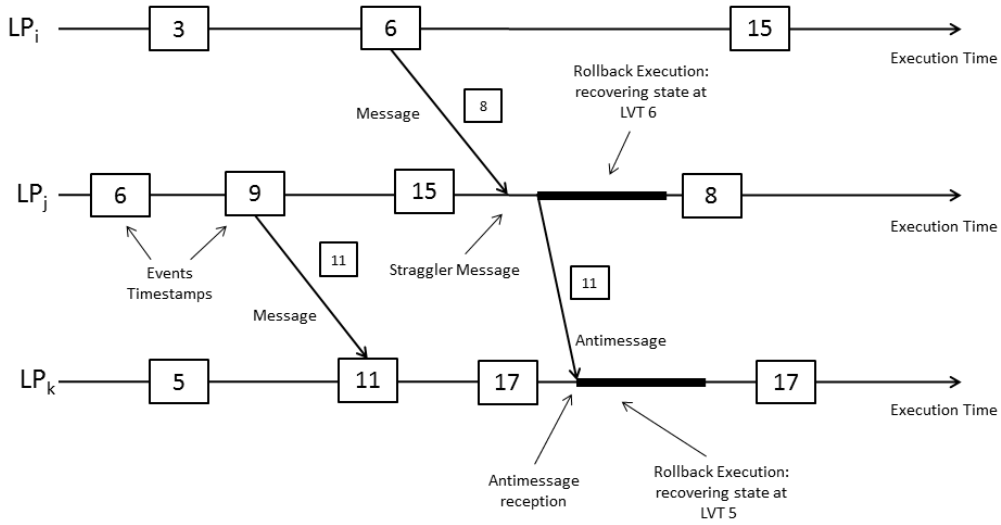 LPi
3
6
15
Execution Time
Rollback Execution:
recovering state at
LVT 6
Message
8
LPj
6
9
15
8
Execution Time
Events
Timestamps
11
Message
Straggler Message
11
Antimessage
LPk
5
11
17
17
Execution Time
Antimessage
reception
Rollback Execution:
recovering state at
LVT 5